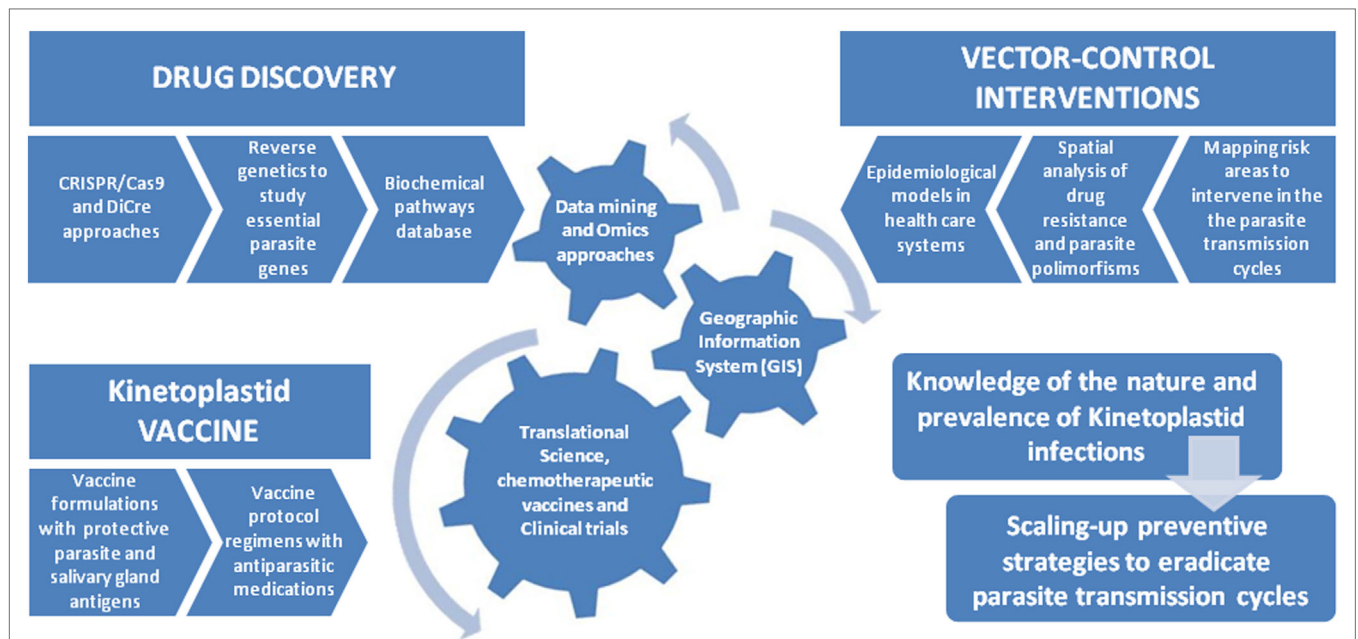 DRUG DISCOVERY
CRISPR/Cas9
and DiCre
approaches
Reverse
genetics to
study
essential
parasite
genes
Biochemical
pathways
database
Data mining
and Omics
approaches
VECTOR-CONTROL
INTERVENTIONS
Epidemiological
models in
health care
systems
Spatial
analysis of
drug
resistance
and parasite
polimorfisms
Mapping risk
areas to
intervene in the
the parasite
transmission
cycles
Geographic
Information
System (GIS)
Kinetoplastid
VACCINE
Vaccine
formulations
with protective
parasite and
salivary gland
antigens
Vaccine
protocol
regimens with
antiparasitic
medications
Translational
Science,
chemotherapeutic
vaccines and
Clinical trials
Knowledge of the nature and
prevalence of Kinetoplastid
infections
Scaling-up preventive
strategies to eradicate
parasite transmission cycles